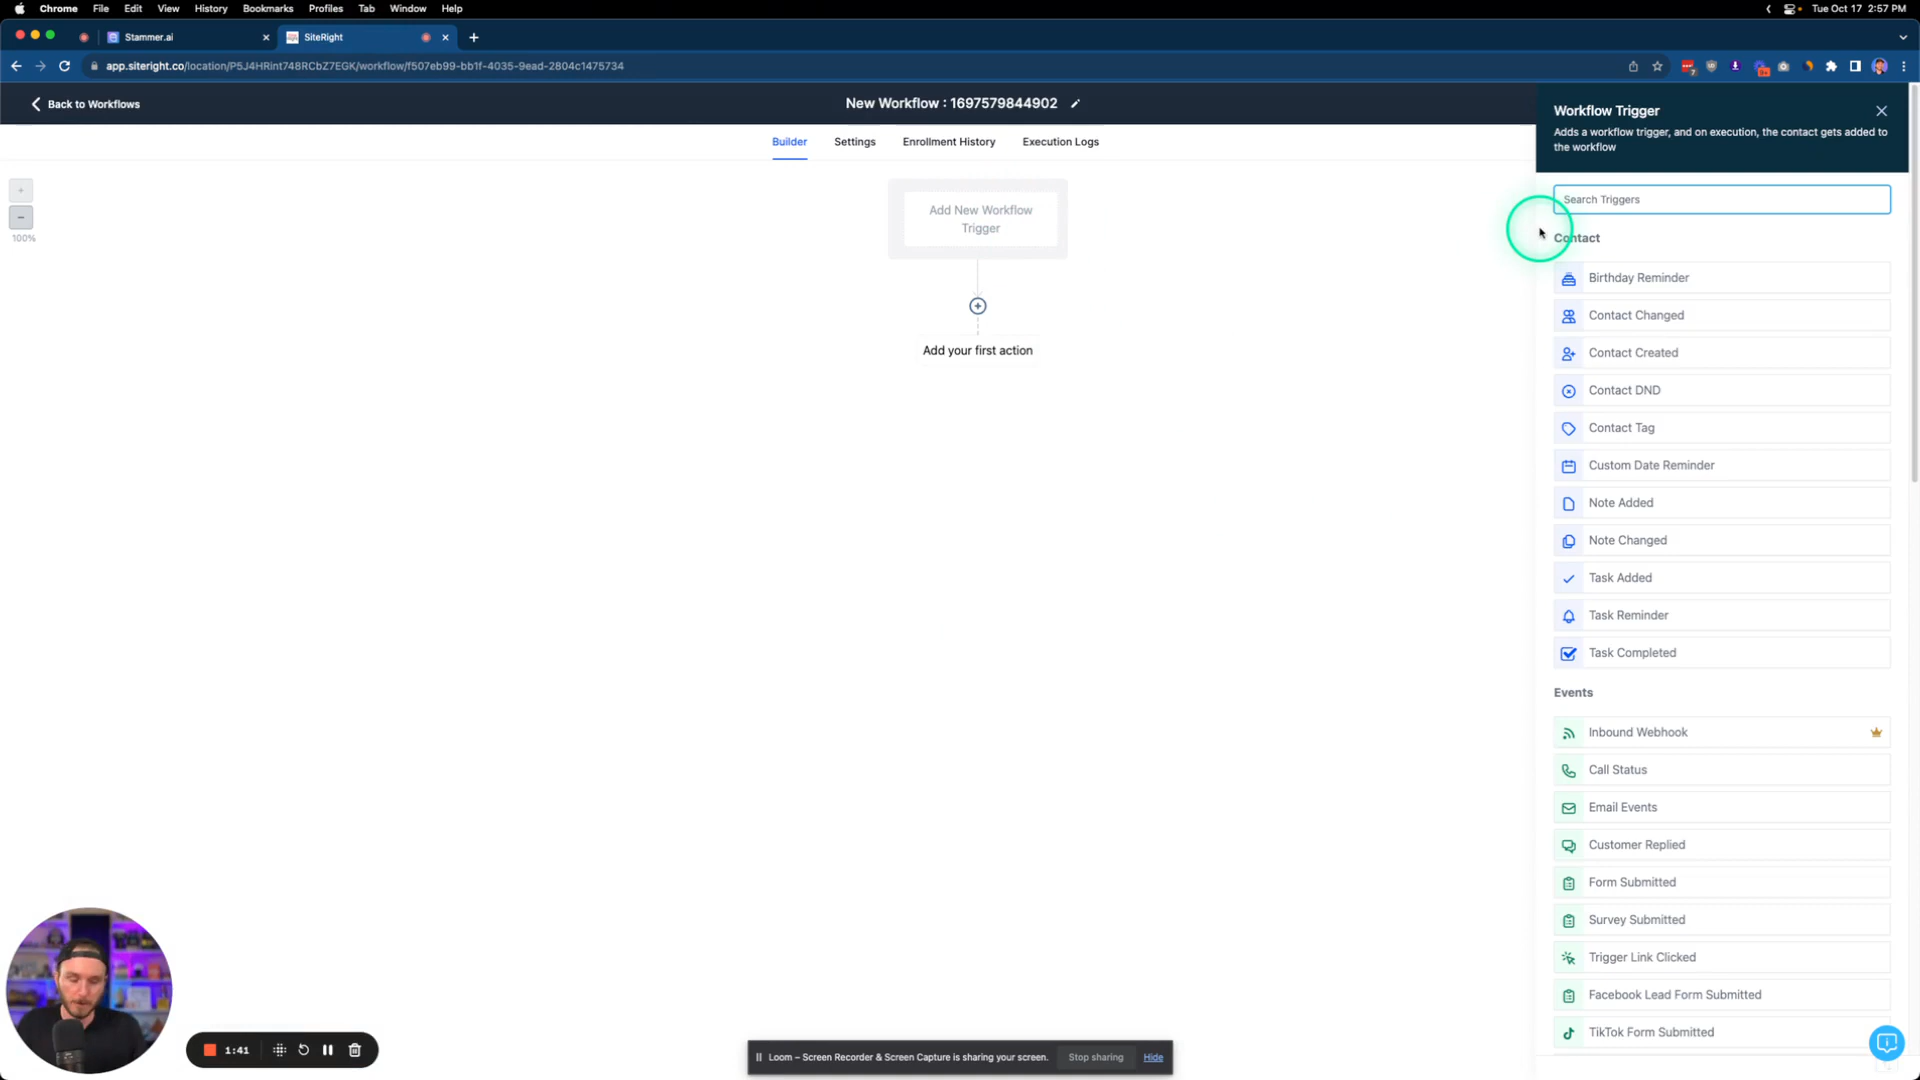 Chrome File Edit View History Bookmarks Profiles Tab Window Help
Tue Oct 17 2:57 PM
Stammer.ai
SiteRight
app.siteright.co/location/P5J4HRint748RCbZ7EGK/workflow/f507eb99-bb1f-4035-9ead-2804c1475734
Back to Workflows
New Workflow : 1697579844902
Builder Settings Enrollment History Execution Logs
+
−
100%
Add New Workflow
Trigger
Add your first action
Workflow Trigger
Adds a workflow trigger, and on execution, the contact gets added to
the workflow
Search Triggers
Contact
Birthday Reminder
Contact Changed
Contact Created
Contact DND
Contact Tag
Custom Date Reminder
Note Added
Note Changed
Task Added
Task Reminder
Task Completed
Events
Inbound Webhook
Call Status
Email Events
Customer Replied
Form Submitted
Survey Submitted
Trigger Link Clicked
Facebook Lead Form Submitted
TikTok Form Submitted
1:41
Loom – Screen Recorder & Screen Capture is sharing your screen.
Stop sharing
Hide